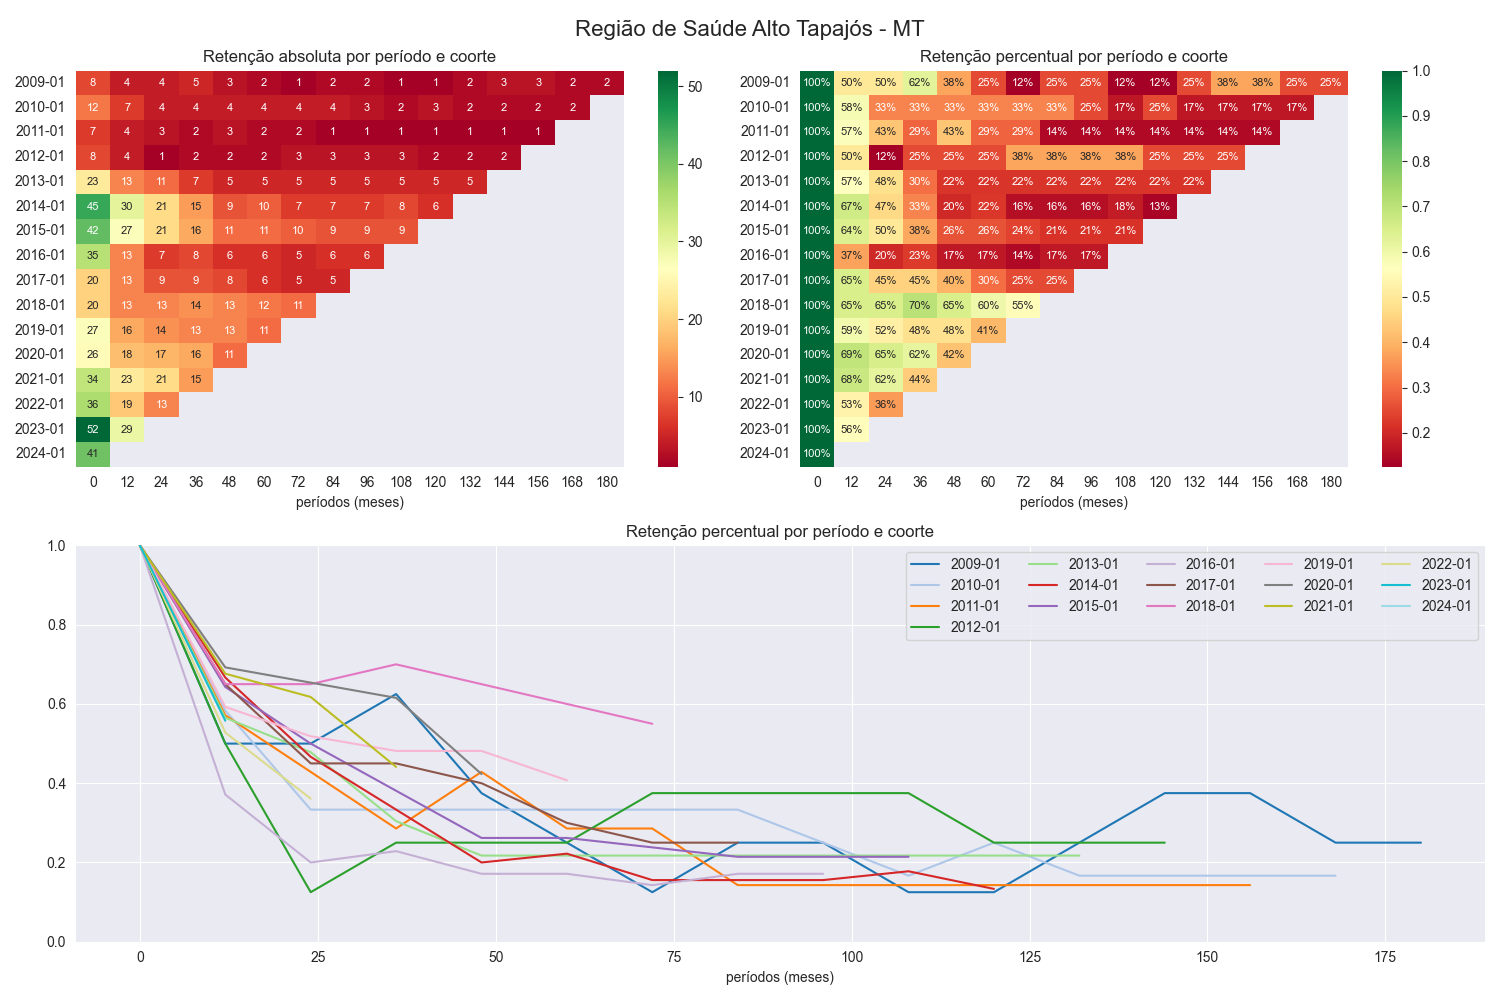 Região de Saúde Alto Tapajós - MT
Retenção absoluta por período e coorte
2009-01 8 4 4 5 3 2 1 2 2 1 1 2 3 3 2 2
2010-01 12 7 4 4 4 4 4 4 3 2 3 2 2 2 2
2011-01 7 4 3 2 3 2 2 1 1 1 1 1 1 1
2012-01 8 4 1 2 2 2 3 3 3 3 2 2 2
2013-01 23 13 11 7 5 5 5 5 5 5 5 5
2014-01 45 30 21 15 9 10 7 7 7 8 6
2015-01 42 27 21 16 11 11 10 9 9 9
2016-01 35 13 7 8 6 6 5 6 6
2017-01 20 13 9 9 8 6 5 5
2018-01 20 13 13 14 13 12 11
2019-01 27 16 14 13 13 11
2020-01 26 18 17 16 11
2021-01 34 23 21 15
2022-01 36 19 13
2023-01 52 29
2024-01 41
0 12 24 36 48 60 72 84 96 108 120 132 144 156 168 180
períodos (meses)
50
40
30
20
10
Retenção percentual por período e coorte
2009-01 100% 50% 50% 62% 38% 25% 12% 25% 25% 12% 12% 25% 38% 38% 25% 25%
2010-01 100% 58% 33% 33% 33% 33% 33% 33% 25% 17% 25% 17% 17% 17% 17%
2011-01 100% 57% 43% 29% 43% 29% 29% 14% 14% 14% 14% 14% 14% 14%
2012-01 100% 50% 12% 25% 25% 25% 38% 38% 38% 38% 25% 25% 25%
2013-01 100% 57% 48% 30% 22% 22% 22% 22% 22% 22% 22% 22%
2014-01 100% 67% 47% 33% 20% 22% 16% 16% 16% 18% 13%
2015-01 100% 64% 50% 38% 26% 26% 24% 21% 21% 21%
2016-01 100% 37% 20% 23% 17% 17% 14% 17% 17%
2017-01 100% 65% 45% 45% 40% 30% 25% 25%
2018-01 100% 65% 65% 70% 65% 60% 55%
2019-01 100% 59% 52% 48% 48% 41%
2020-01 100% 69% 65% 62% 42%
2021-01 100% 68% 62% 44%
2022-01 100% 53% 36%
2023-01 100% 56%
2024-01 100%
0 12 24 36 48 60 72 84 96 108 120 132 144 156 168 180
períodos (meses)
1.0
0.9
0.8
0.7
0.6
0.5
0.4
0.3
0.2
Retenção percentual por período e coorte
1.0
0.8
0.6
0.4
0.2
0.0
2009-01 2013-01 2016-01 2019-01 2022-01
2010-01 2014-01 2017-01 2020-01 2023-01
2011-01 2015-01 2018-01 2021-01 2024-01
2012-01
0 25 50 75 100 125 150 175
períodos (meses)